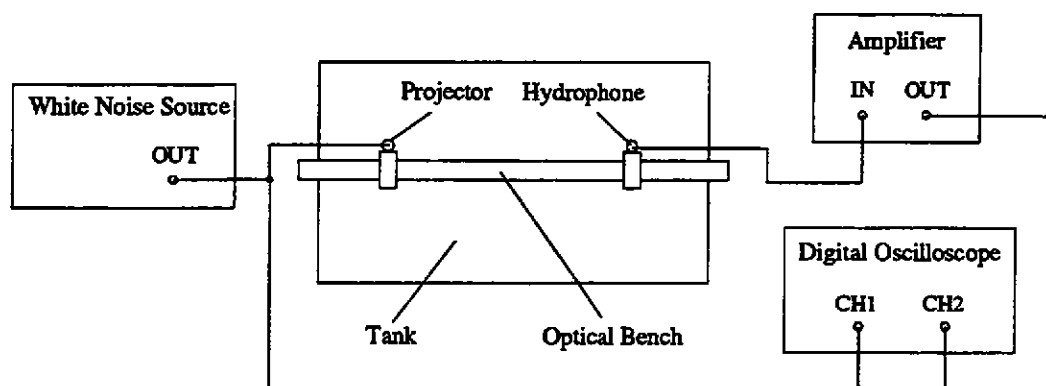 White Noise Source
OUT
Projector
Hydrophone
Amplifier
IN
OUT
Tank
Optical Bench
Digital Oscilloscope
CH1
CH2